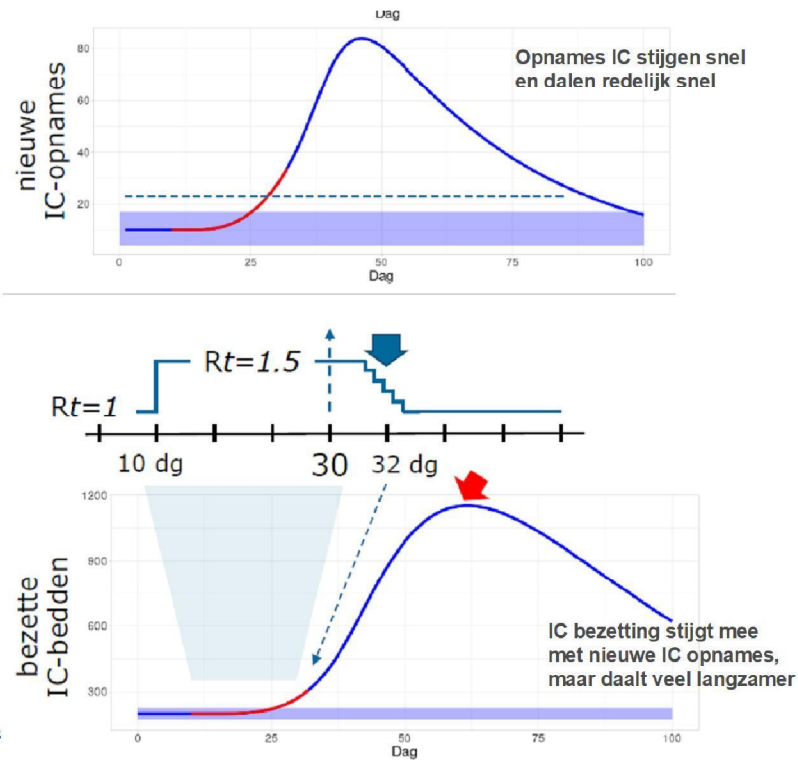 Dag
nieuwe
IC-opnames
80
60
40
20
Opnames IC stijgen snel
en dalen redelijk snel
0 25 50 75 100
Dag
Rt=1.5
Rt=1
10 dg 30 32 dg
bezette
IC-bedden
1200
900
600
300
IC bezetting stijgt mee
met nieuwe IC opnames,
maar daalt veel langzamer
0 25 50 75 100
Dag